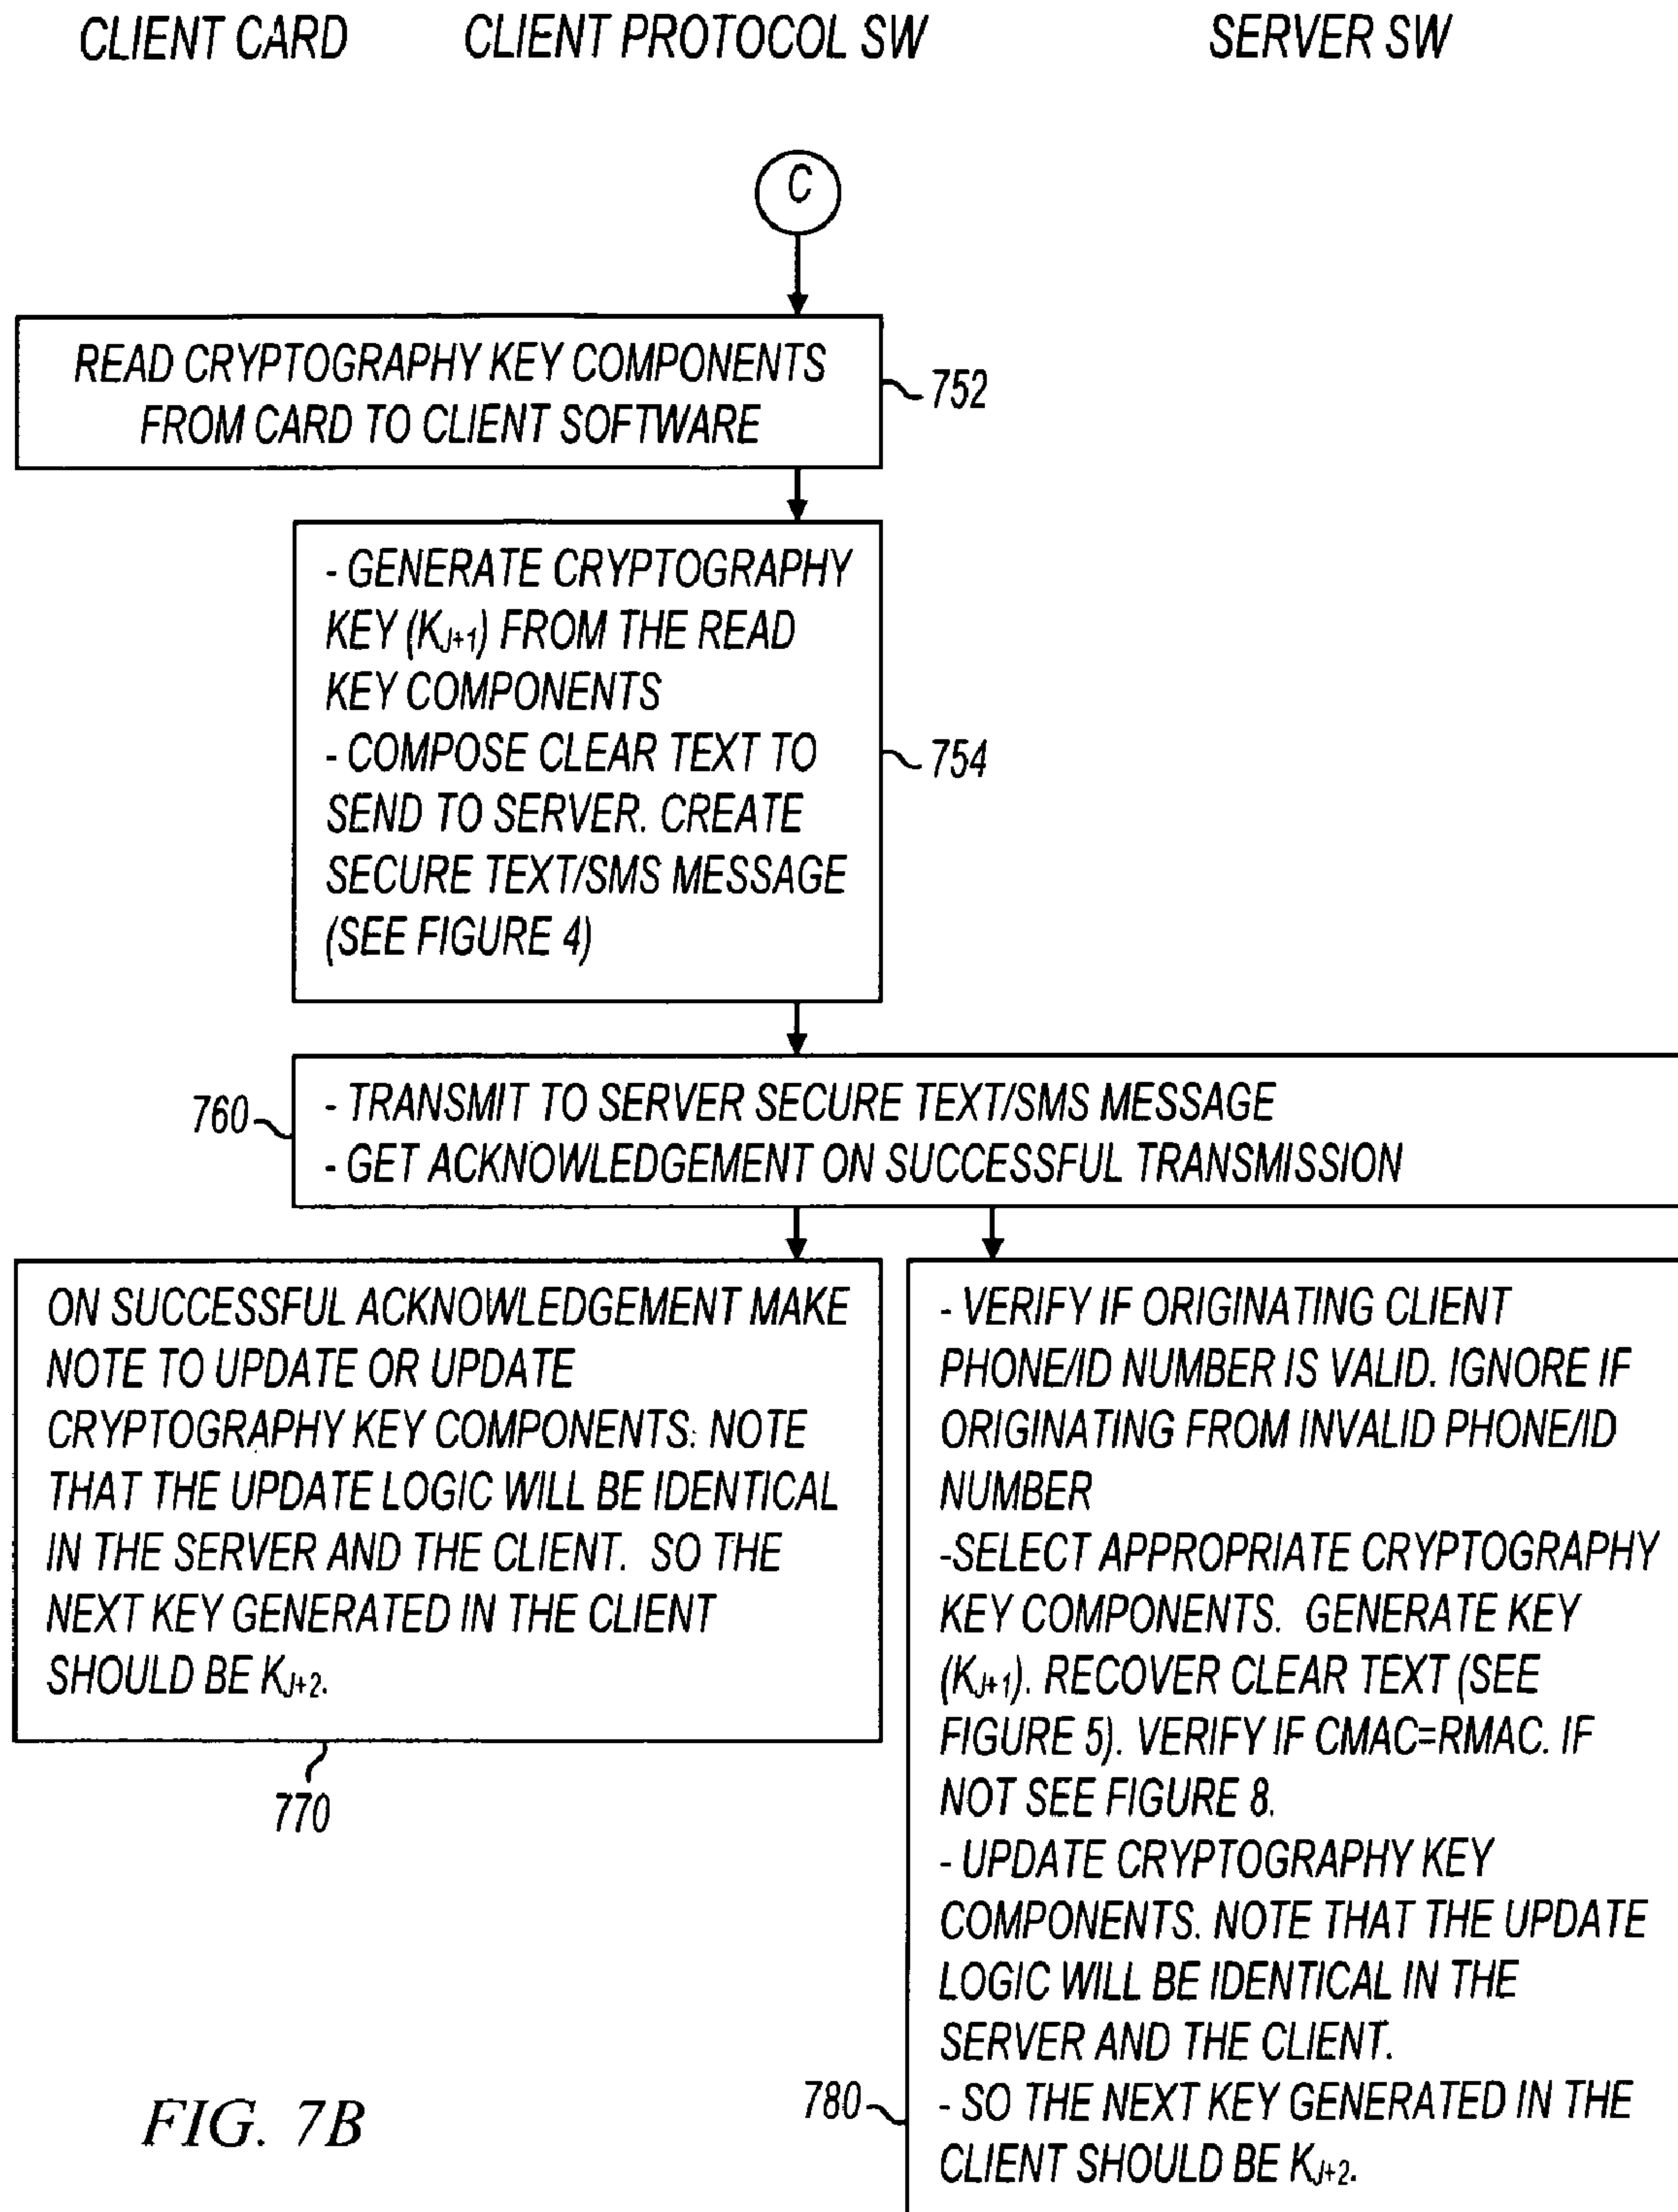 CLIENT CARD CLIENT PROTOCOL SW SERVER SW
C
READ CRYPTOGRAPHY KEY COMPONENTS
FROM CARD TO CLIENT SOFTWARE
752
- GENERATE CRYPTOGRAPHY
KEY (KJ+1) FROM THE READ
KEY COMPONENTS
- COMPOSE CLEAR TEXT TO
SEND TO SERVER. CREATE
SECURE TEXT/SMS MESSAGE
(SEE FIGURE 4)
754
760
- TRANSMIT TO SERVER SECURE TEXT/SMS MESSAGE
- GET ACKNOWLEDGEMENT ON SUCCESSFUL TRANSMISSION
ON SUCCESSFUL ACKNOWLEDGEMENT MAKE
NOTE TO UPDATE OR UPDATE
CRYPTOGRAPHY KEY COMPONENTS. NOTE
THAT THE UPDATE LOGIC WILL BE IDENTICAL
IN THE SERVER AND THE CLIENT. SO THE
NEXT KEY GENERATED IN THE CLIENT
SHOULD BE KJ+2.
770
- VERIFY IF ORIGINATING CLIENT
PHONE/ID NUMBER IS VALID. IGNORE IF
ORIGINATING FROM INVALID PHONE/ID
NUMBER
-SELECT APPROPRIATE CRYPTOGRAPHY
KEY COMPONENTS. GENERATE KEY
(KJ+1). RECOVER CLEAR TEXT (SEE
FIGURE 5). VERIFY IF CMAC=RMAC. IF
NOT SEE FIGURE 8.
- UPDATE CRYPTOGRAPHY KEY
COMPONENTS. NOTE THAT THE UPDATE
LOGIC WILL BE IDENTICAL IN THE
SERVER AND THE CLIENT.
- SO THE NEXT KEY GENERATED IN THE
CLIENT SHOULD BE KJ+2.
780
FIG. 7B